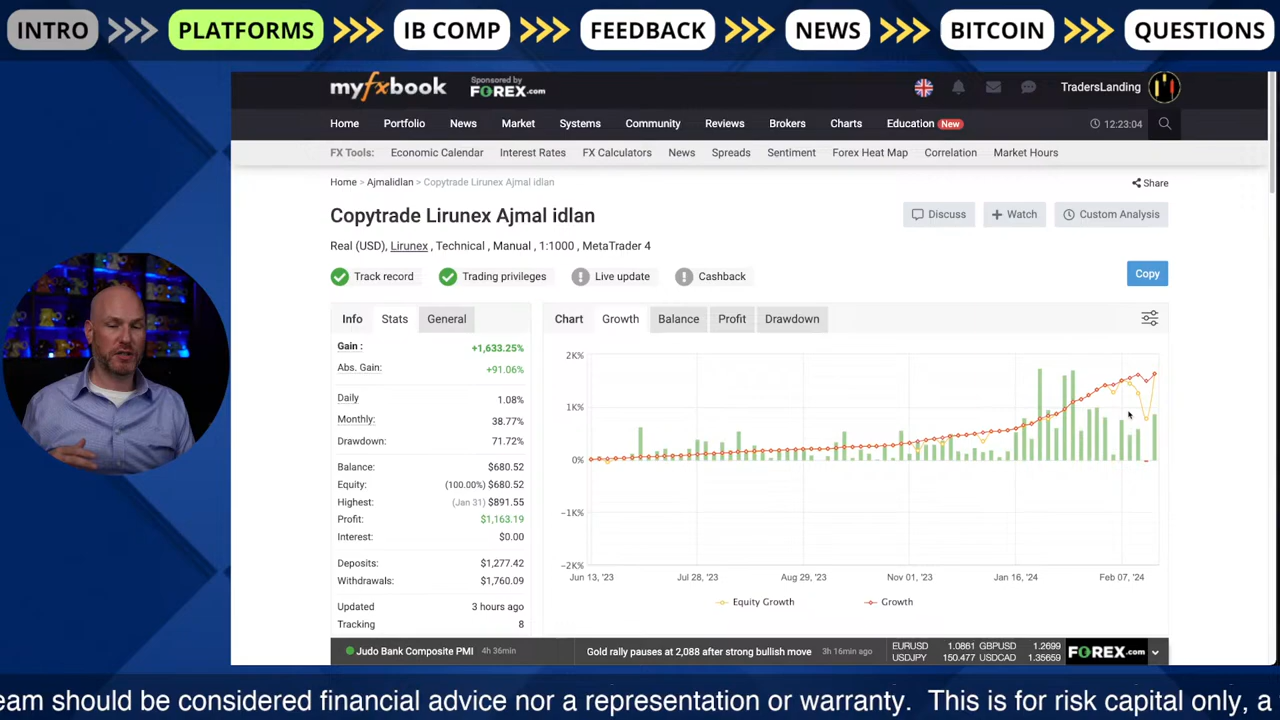 INTRO >>> PLATFORMS >>> IB COMP >>> FEEDBACK >>> NEWS >>> BITCOIN >>> QUESTIONS
myfxbook Sponsored by FOREX.com TradersLanding
Home Portfolio News Market Systems Community Reviews Brokers Charts Education New 12:23:04
FX Tools: Economic Calendar Interest Rates FX Calculators News Spreads Sentiment Forex Heat Map Correlation Market Hours
Home > Ajmalidlan > Copytrade Lirunex Ajmal idlan Share
Copytrade Lirunex Ajmal idlan Discuss + Watch Custom Analysis
Real (USD), Lirunex , Technical , Manual , 1:1000 , MetaTrader 4
Track record Trading privileges Live update Cashback Copy
Info Stats General Chart Growth Balance Profit Drawdown
Gain : +1,633.25%
Abs. Gain: +91.06%
Daily 1.08%
Monthly: 38.77%
Drawdown: 71.72%
Balance: $680.52
Equity: (100.00%) $680.52
Highest: (Jan 31) $891.55
Profit: $1,163.19
Interest: $0.00
Deposits: $1,277.42
Withdrawals: $1,760.09
Updated 3 hours ago
Tracking 8
2K%
1K%
0%
-1K%
-2K%
Jun 13, '23 Jul 28, '23 Aug 29, '23 Nov 01, '23 Jan 16, '24 Feb 07, '24
Equity Growth Growth
Judo Bank Composite PMI 4h 36min Gold rally pauses at 2,088 after strong bullish move 3h 16min ago
EURUSD 1.0861 GBPUSD 1.2699 FOREX.com
USDJPY 150.477 USDCAD 1.35659
eam should be considered financial advice nor a representation or warranty. This is for risk capital only, a